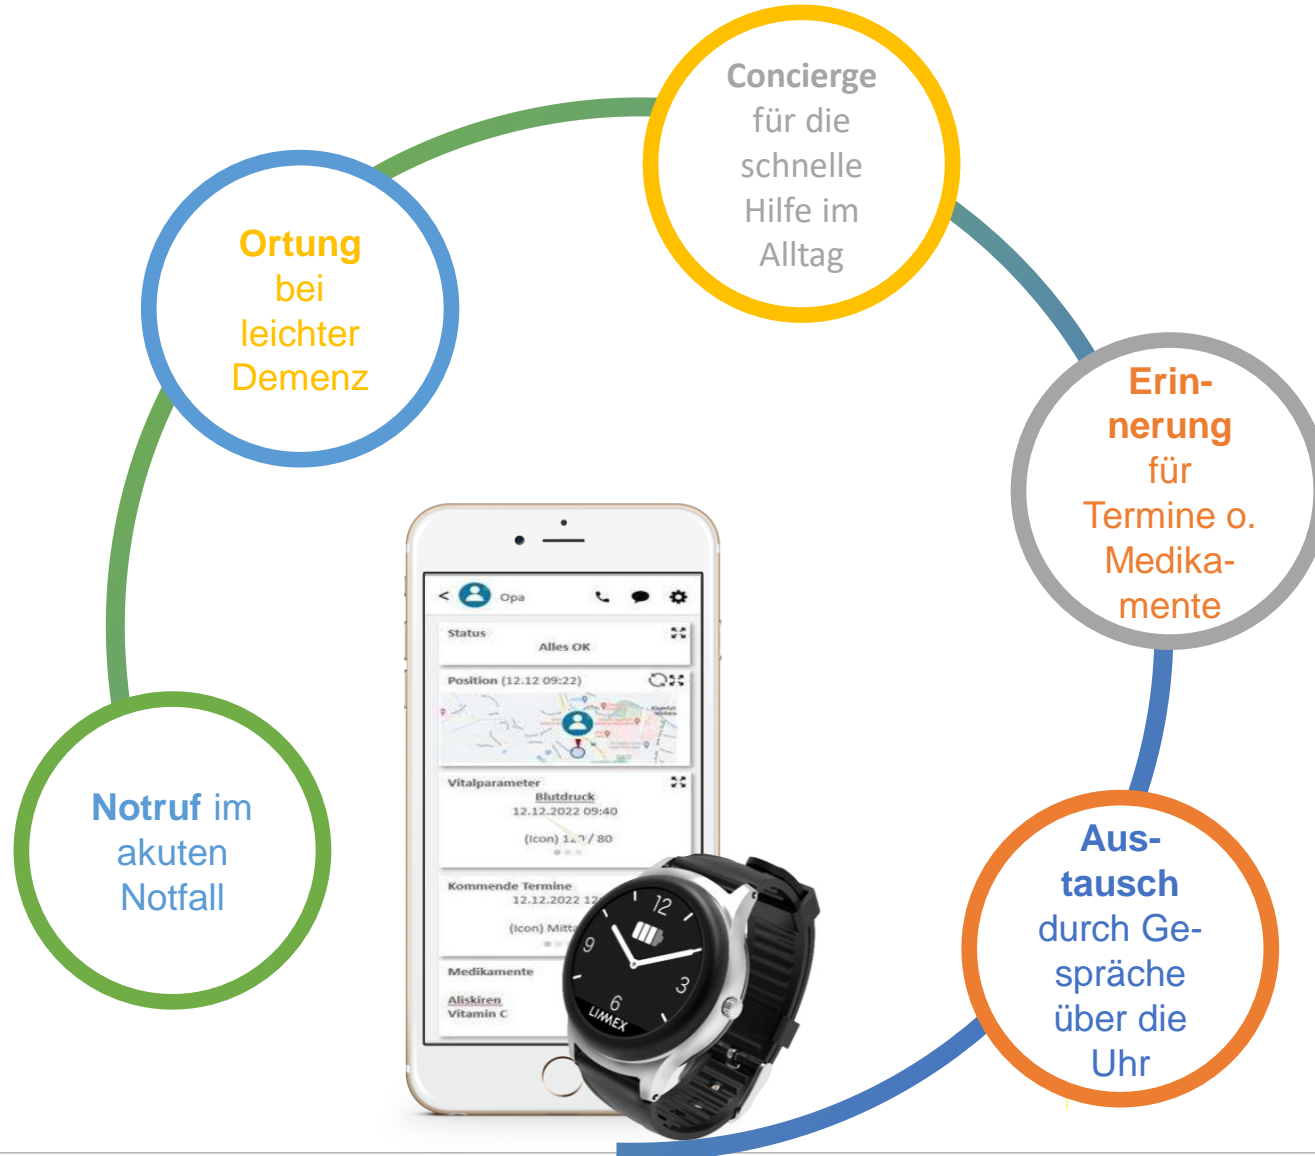 Concierge
für die
schnelle
Hilfe im
Alltag
Ortung
bei
leichter
Demenz
Erin-
nerung
für
Termine o.
Medika-
mente
Notruf im
akuten
Notfall
Aus-
tausch
durch Ge-
spräche
über die
Uhr
< Opa
Status
Alles OK
Position (12.12 09:22)
Vitalparameter
Blutdruck
12.12.2022 09:40
(Icon) / 80
Kommende Termine
12.12.2022
(Icon)
Medikamente
Aliskiren
Vitamin C
12
9
3
6
LIMMEX